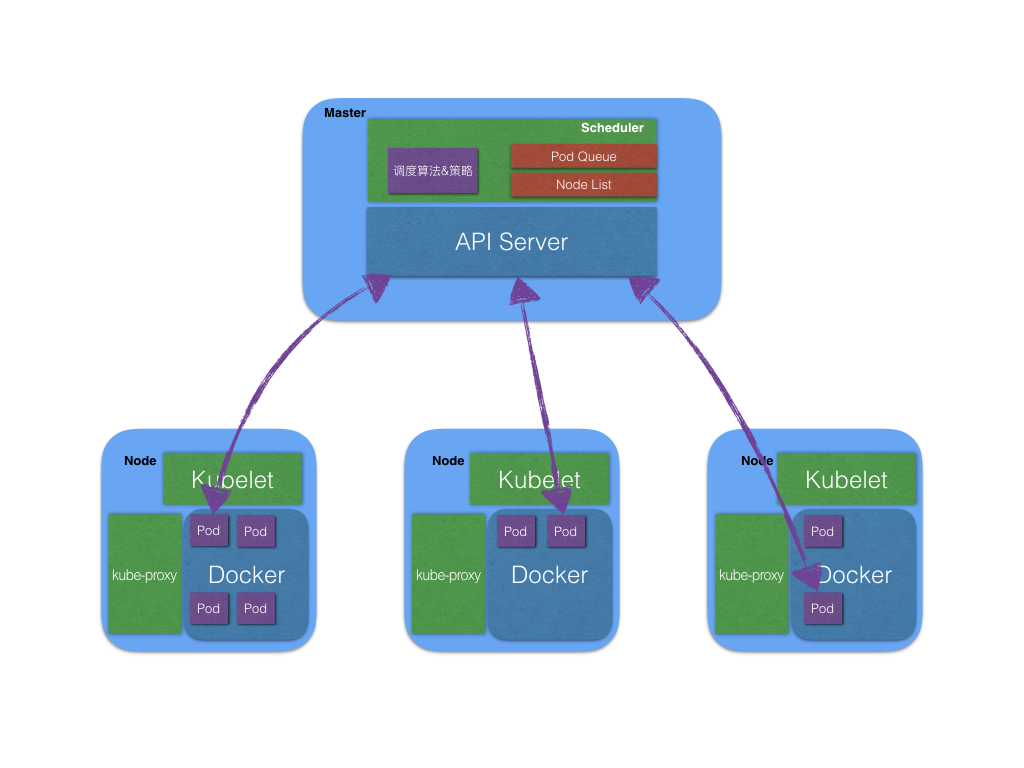 Master
Scheduler
调度算法&策略
Pod Queue
Node List
API Server
Node
Kubelet
kube-proxy
Pod
Pod
Docker
Pod
Pod
Node
Kubelet
kube-proxy
Pod
Pod
Docker
Node
Kubelet
kube-proxy
Pod
Docker
Pod